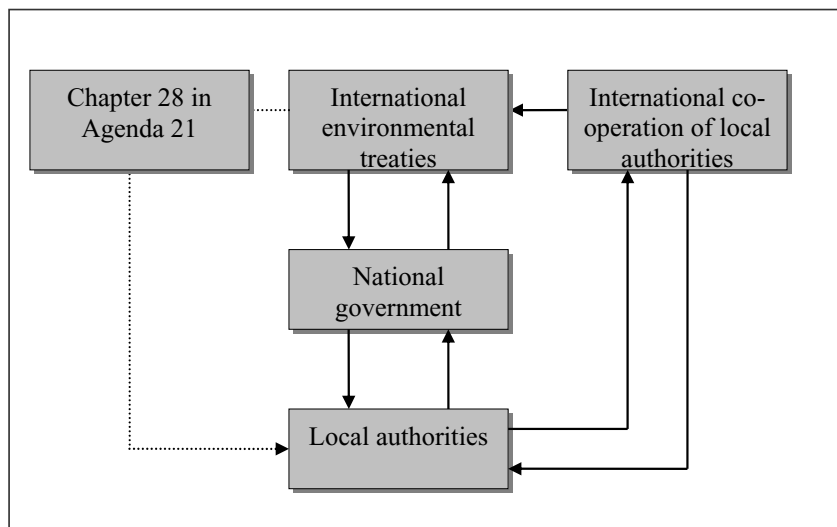 Chapter 28 in
Agenda 21
International
environmental
treaties
International co-
operation of local
authorities
National
government
Local authorities